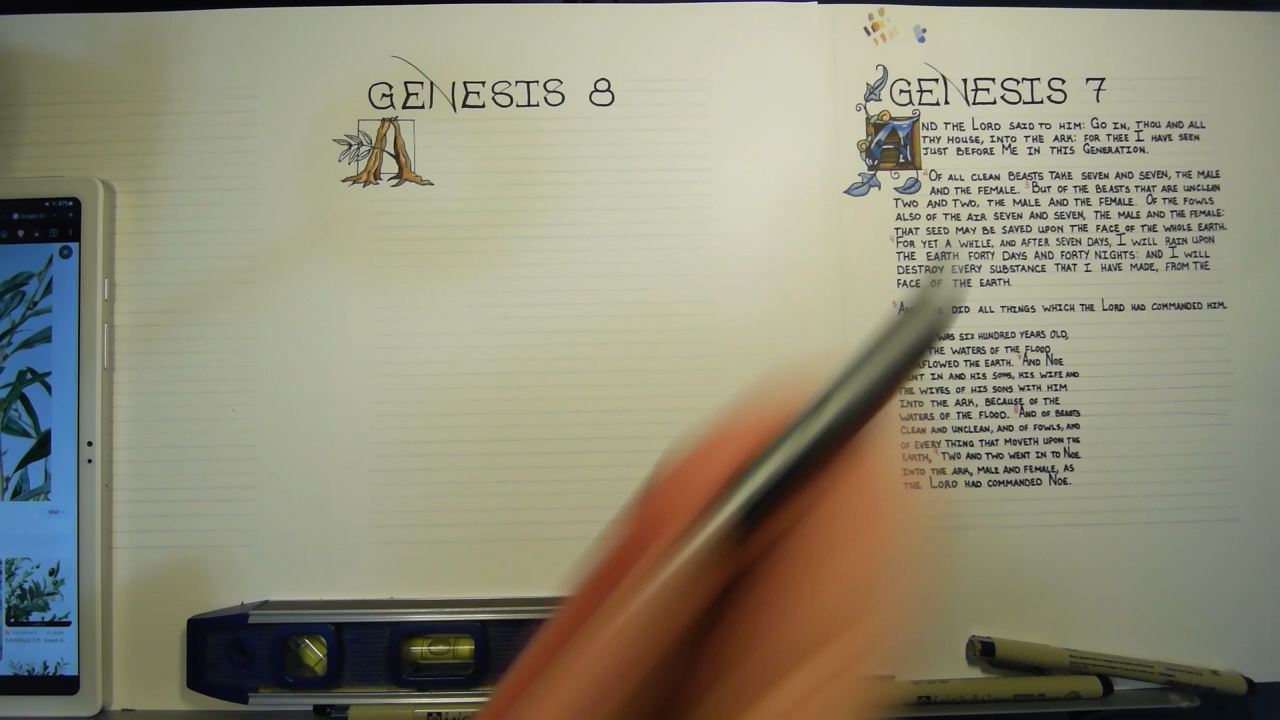 GENESIS 8
A
GENESIS 7
AND THE LORD SAID TO HIM: GO IN, THOU AND ALL
THY HOUSE, INTO THE ARK: FOR THEE I HAVE SEEN
JUST BEFORE ME IN THIS GENERATION.
2 OF ALL CLEAN BEASTS TAKE SEVEN AND SEVEN, THE MALE
AND THE FEMALE. 3 BUT OF THE BEASTS THAT ARE UNCLEAN
TWO AND TWO, THE MALE AND THE FEMALE. OF THE FOWLS
ALSO OF THE AIR SEVEN AND SEVEN, THE MALE AND THE FEMALE:
THAT SEED MAY BE SAVED UPON THE FACE OF THE WHOLE EARTH.
4 FOR YET A WHILE, AND AFTER SEVEN DAYS, I WILL RAIN UPON
THE EARTH FORTY DAYS AND FORTY NIGHTS: AND I WILL
DESTROY EVERY SUBSTANCE THAT I HAVE MADE, FROM THE
FACE OF THE EARTH.
5 DID ALL THINGS WHICH THE LORD HAD COMMANDED HIM.
WAS SIX HUNDRED YEARS OLD,
THE WATERS OF THE FLOOD
THE EARTH. 7 AND NOE
IN AND HIS SONS, HIS WIFE AND
THE WIVES OF HIS SONS WITH HIM
INTO THE ARK, BECAUSE OF THE
WATERS OF THE FLOOD. 8 AND OF BEASTS
CLEAN AND UNCLEAN, AND OF FOWLS, AND
OF EVERY THING THAT MOVETH UPON THE
EARTH, 9 TWO AND TWO WENT IN TO NOE
INTO THE ARK, MALE AND FEMALE, AS
THE LORD HAD COMMANDED NOE.